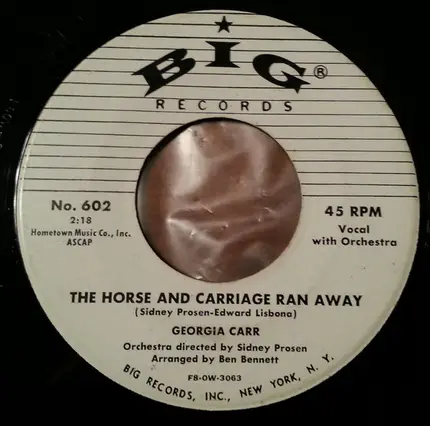 BIG®
RECORDS
No. 602
2:18
Hometown Music Co., Inc.
ASCAP
45 RPM
Vocal
with Orchestra
THE HORSE AND CARRIAGE RAN AWAY
(Sidney Prosen-Edward Lisbona)
GEORGIA CARR
Orchestra directed by Sidney Prosen
Arranged by Ben Bennett
F8-OW-3063
BIG RECORDS, INC., NEW YORK, N. Y.